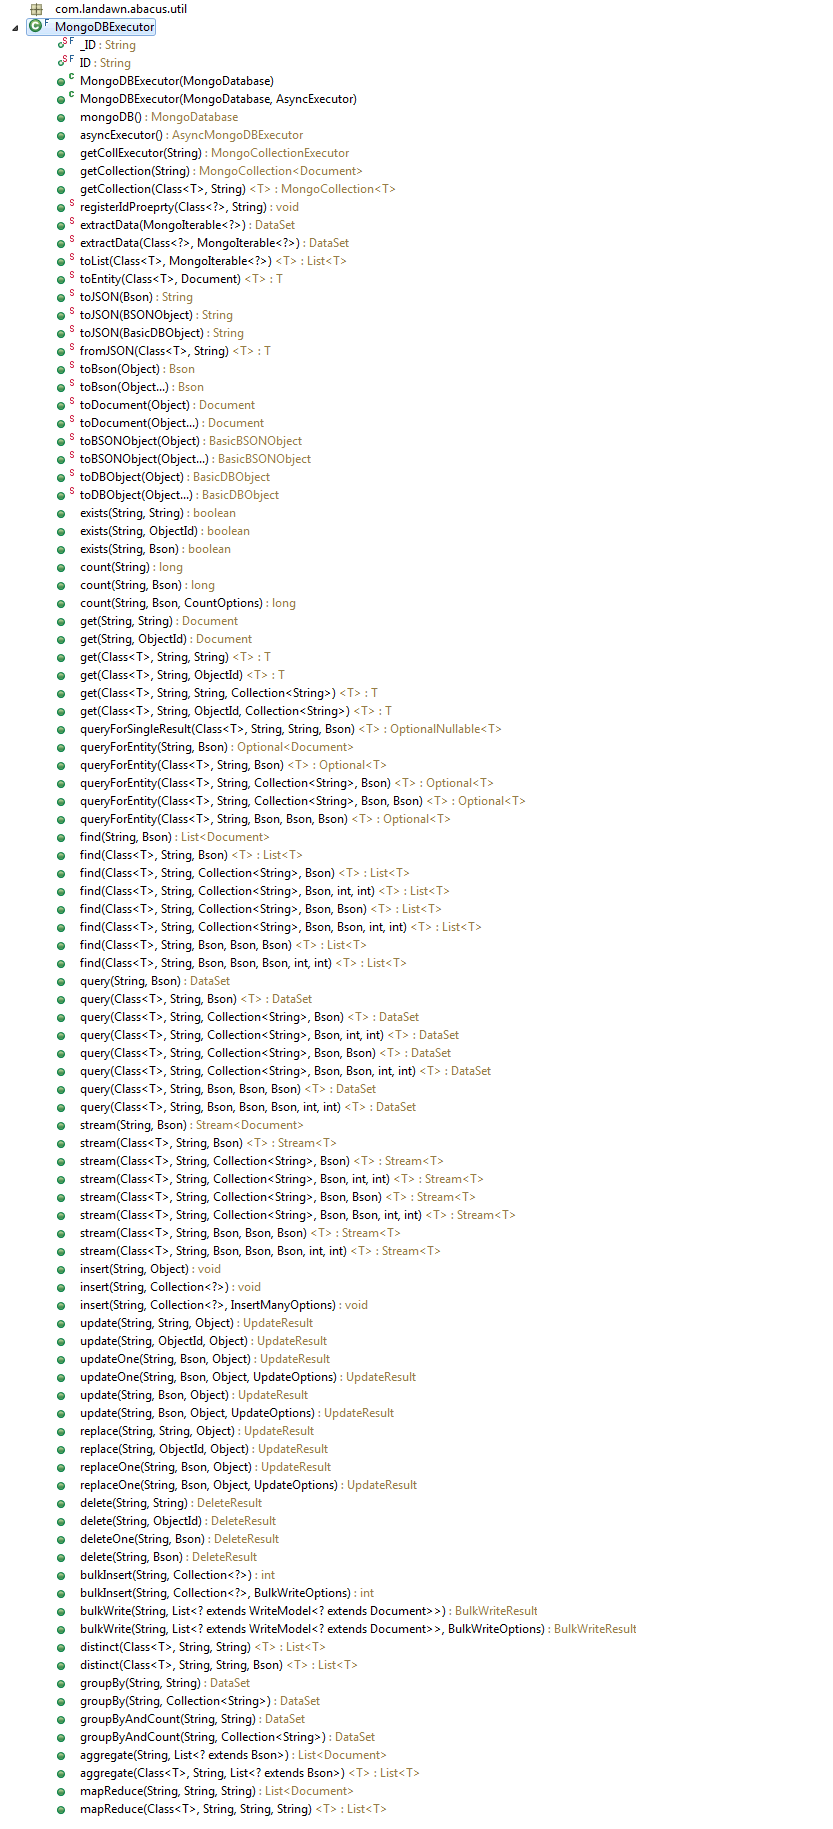 com.landawn.abacus.util
C F MongoDBExecutor
S F _ID : String
S F ID : String
C MongoDBExecutor(MongoDatabase)
C MongoDBExecutor(MongoDatabase, AsyncExecutor)
mongoDB() : MongoDatabase
asyncExecutor() : AsyncMongoDBExecutor
getCollExecutor(String) : MongoCollectionExecutor
getCollection(String) : MongoCollection<Document>
getCollection(Class<T>, String) <T> : MongoCollection<T>
S registerIdProeprty(Class<?>, String) : void
S extractData(MongoIterable<?>) : DataSet
S extractData(Class<?>, MongoIterable<?>) : DataSet
S toList(Class<T>, MongoIterable<?>) <T> : List<T>
S toEntity(Class<T>, Document) <T> : T
S toJSON(Bson) : String
S toJSON(BSONObject) : String
S toJSON(BasicDBObject) : String
S fromJSON(Class<T>, String) <T> : T
S toBson(Object) : Bson
S toBson(Object...) : Bson
S toDocument(Object) : Document
S toDocument(Object...) : Document
S toBSONObject(Object) : BasicBSONObject
S toBSONObject(Object...) : BasicBSONObject
S toDBObject(Object) : BasicDBObject
S toDBObject(Object...) : BasicDBObject
exists(String, String) : boolean
exists(String, ObjectId) : boolean
exists(String, Bson) : boolean
count(String) : long
count(String, Bson) : long
count(String, Bson, CountOptions) : long
get(String, String) : Document
get(String, ObjectId) : Document
get(Class<T>, String, String) <T> : T
get(Class<T>, String, ObjectId) <T> : T
get(Class<T>, String, String, Collection<String>) <T> : T
get(Class<T>, String, ObjectId, Collection<String>) <T> : T
queryForSingleResult(Class<T>, String, String, Bson) <T> : OptionalNullable<T>
queryForEntity(String, Bson) : Optional<Document>
queryForEntity(Class<T>, String, Bson) <T> : Optional<T>
queryForEntity(Class<T>, String, Collection<String>, Bson) <T> : Optional<T>
queryForEntity(Class<T>, String, Collection<String>, Bson, Bson) <T> : Optional<T>
queryForEntity(Class<T>, String, Bson, Bson, Bson) <T> : Optional<T>
find(String, Bson) : List<Document>
find(Class<T>, String, Bson) <T> : List<T>
find(Class<T>, String, Collection<String>, Bson) <T> : List<T>
find(Class<T>, String, Collection<String>, Bson, int, int) <T> : List<T>
find(Class<T>, String, Collection<String>, Bson, Bson) <T> : List<T>
find(Class<T>, String, Collection<String>, Bson, Bson, int, int) <T> : List<T>
find(Class<T>, String, Bson, Bson, Bson) <T> : List<T>
find(Class<T>, String, Bson, Bson, Bson, int, int) <T> : List<T>
query(String, Bson) : DataSet
query(Class<T>, String, Bson) <T> : DataSet
query(Class<T>, String, Collection<String>, Bson) <T> : DataSet
query(Class<T>, String, Collection<String>, Bson, int, int) <T> : DataSet
query(Class<T>, String, Collection<String>, Bson, Bson) <T> : DataSet
query(Class<T>, String, Collection<String>, Bson, Bson, int, int) <T> : DataSet
query(Class<T>, String, Bson, Bson, Bson) <T> : DataSet
query(Class<T>, String, Bson, Bson, Bson, int, int) <T> : DataSet
stream(String, Bson) : Stream<Document>
stream(Class<T>, String, Bson) <T> : Stream<T>
stream(Class<T>, String, Collection<String>, Bson) <T> : Stream<T>
stream(Class<T>, String, Collection<String>, Bson, int, int) <T> : Stream<T>
stream(Class<T>, String, Collection<String>, Bson, Bson) <T> : Stream<T>
stream(Class<T>, String, Collection<String>, Bson, Bson, int, int) <T> : Stream<T>
stream(Class<T>, String, Bson, Bson, Bson) <T> : Stream<T>
stream(Class<T>, String, Bson, Bson, Bson, int, int) <T> : Stream<T>
insert(String, Object) : void
insert(String, Collection<?>) : void
insert(String, Collection<?>, InsertManyOptions) : void
update(String, String, Object) : UpdateResult
update(String, ObjectId, Object) : UpdateResult
updateOne(String, Bson, Object) : UpdateResult
updateOne(String, Bson, Object, UpdateOptions) : UpdateResult
update(String, Bson, Object) : UpdateResult
update(String, Bson, Object, UpdateOptions) : UpdateResult
replace(String, String, Object) : UpdateResult
replace(String, ObjectId, Object) : UpdateResult
replaceOne(String, Bson, Object) : UpdateResult
replaceOne(String, Bson, Object, UpdateOptions) : UpdateResult
delete(String, String) : DeleteResult
delete(String, ObjectId) : DeleteResult
deleteOne(String, Bson) : DeleteResult
delete(String, Bson) : DeleteResult
bulkInsert(String, Collection<?>) : int
bulkInsert(String, Collection<?>, BulkWriteOptions) : int
bulkWrite(String, List<? extends WriteModel<? extends Document>>) : BulkWriteResult
bulkWrite(String, List<? extends WriteModel<? extends Document>>, BulkWriteOptions) : BulkWriteResult
distinct(Class<T>, String, String) <T> : List<T>
distinct(Class<T>, String, String, Bson) <T> : List<T>
groupBy(String, String) : DataSet
groupBy(String, Collection<String>) : DataSet
groupByAndCount(String, String) : DataSet
groupByAndCount(String, Collection<String>) : DataSet
aggregate(String, List<? extends Bson>) : List<Document>
aggregate(Class<T>, String, List<? extends Bson>) <T> : List<T>
mapReduce(String, String, String) : List<Document>
mapReduce(Class<T>, String, String, String) <T> : List<T>